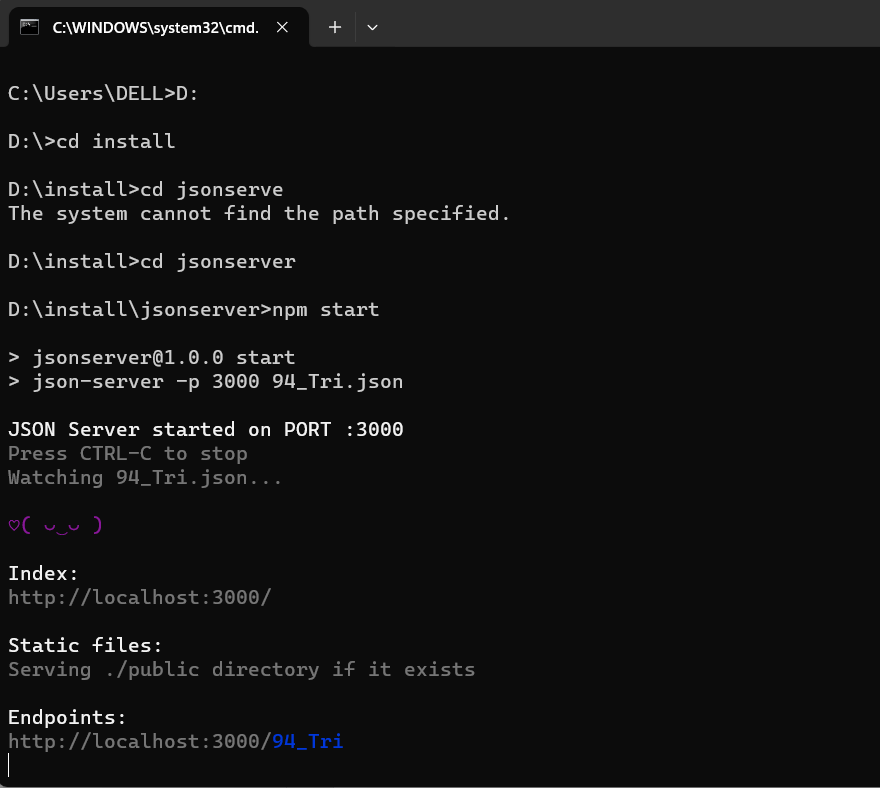 C:\WINDOWS\system32\cmd.
C:\Users\DELL>D:
D:\>cd install
D:\install>cd jsonserve
The system cannot find the path specified.
D:\install>cd jsonserver
D:\install\jsonserver>npm start
> jsonserver@1.0.0 start
> json-server -p 3000 94_Tri.json
JSON Server started on PORT :3000
Press CTRL-C to stop
Watching 94_Tri.json...
♡( ◡‿◡ )
Index:
http://localhost:3000/
Static files:
Serving ./public directory if it exists
Endpoints:
http://localhost:3000/94_Tri